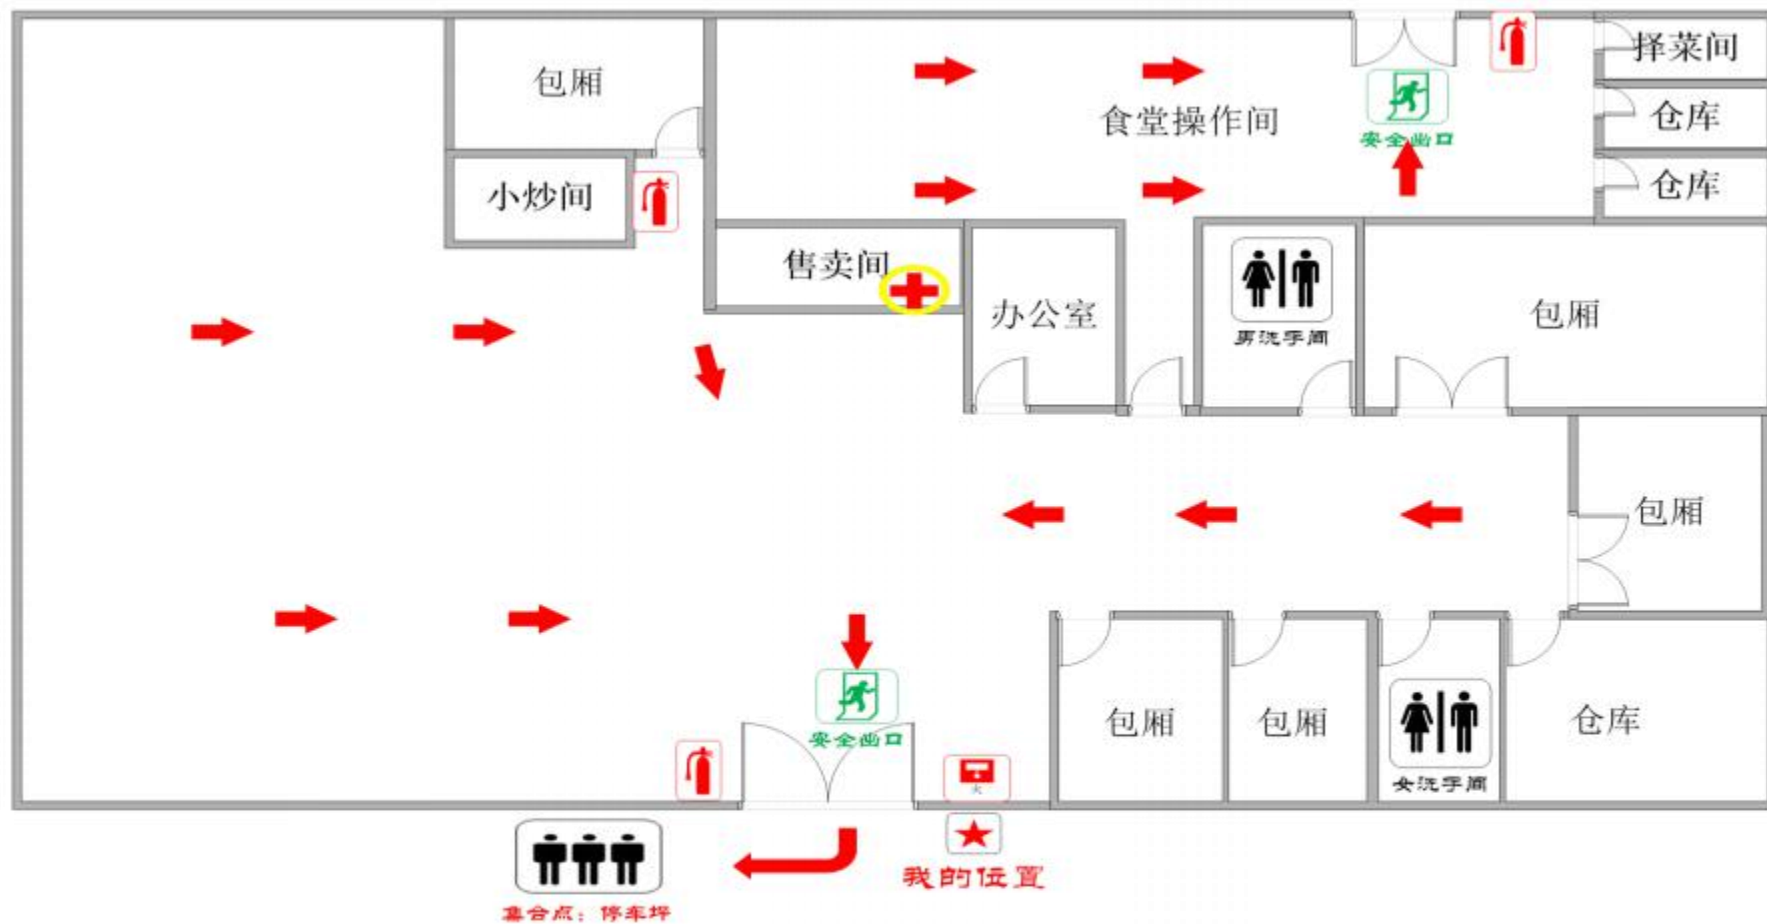 包厢
择菜间
食堂操作间
仓库
安全出口
小炒间
仓库
售卖间
办公室
男洗手间
包厢
包厢
包厢
包厢
仓库
安全出口
女洗手间
火
我的位置
集合点：停车坪